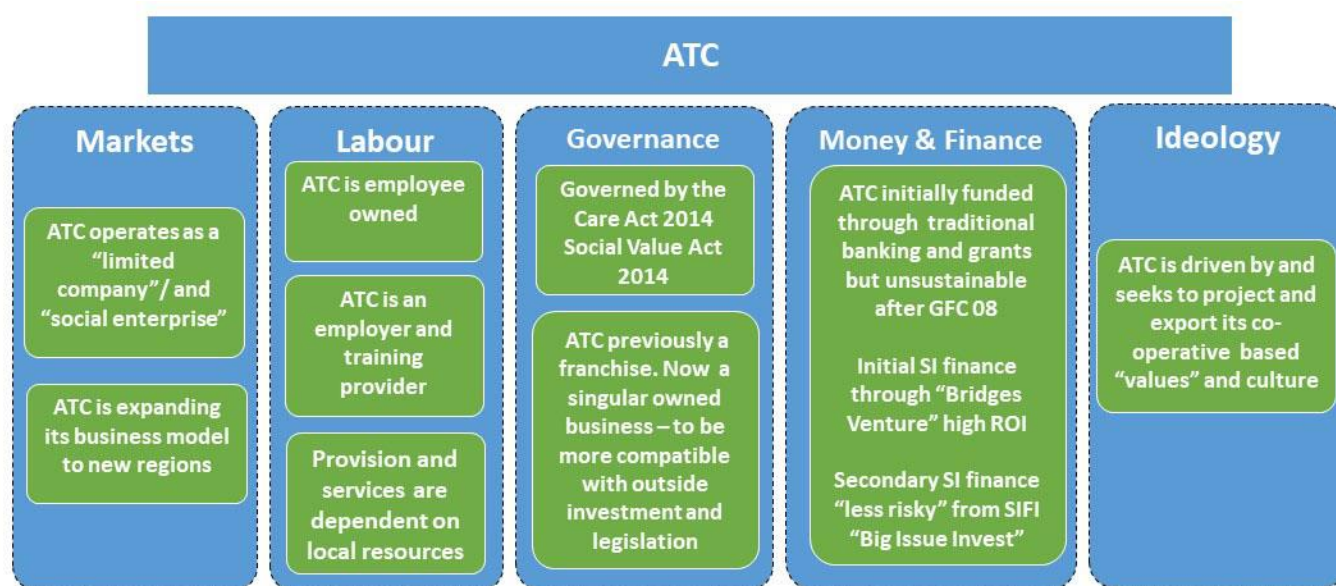 ATC
Markets
ATC operates as a
“limited
company”/ and
“social enterprise”
ATC is expanding
its business model
to new regions
Labour
ATC is employee
owned
ATC is an
employer and
training
provider
Provision and
services are
dependent on
local resources
Governance
Governed by the
Care Act 2014
Social Value Act
2014
ATC previously a
franchise. Now a
singular owned
business – to be
more compatible
with outside
investment and
legislation
Money & Finance
ATC initially funded
through traditional
banking and grants
but unsustainable
after GFC 08
Initial SI finance
through “Bridges
Venture” high ROI
Secondary SI finance
“less risky” from SIFI
“Big Issue Invest”
Ideology
ATC is driven by and
seeks to project and
export its co-
operative based
“values” and culture